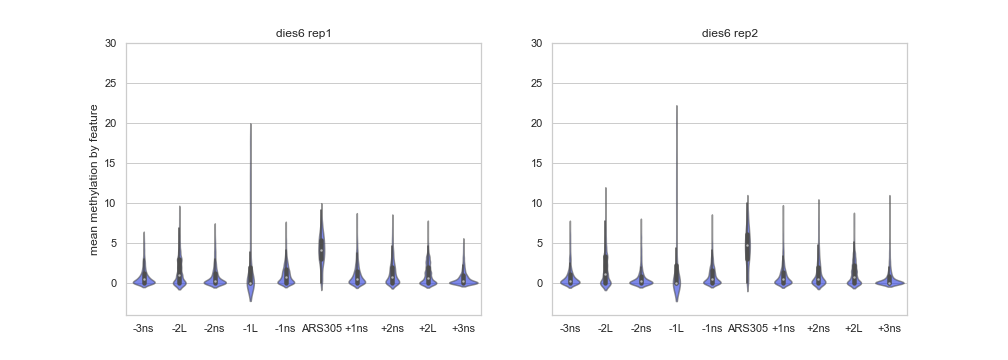 dies6 rep1
mean methylation by feature
30
25
20
15
10
5
0
-3ns -2L -2ns -1L -1ns ARS305 +1ns +2ns +2L +3ns
dies6 rep2
30
25
20
15
10
5
0
-3ns -2L -2ns -1L -1ns ARS305 +1ns +2ns +2L +3ns